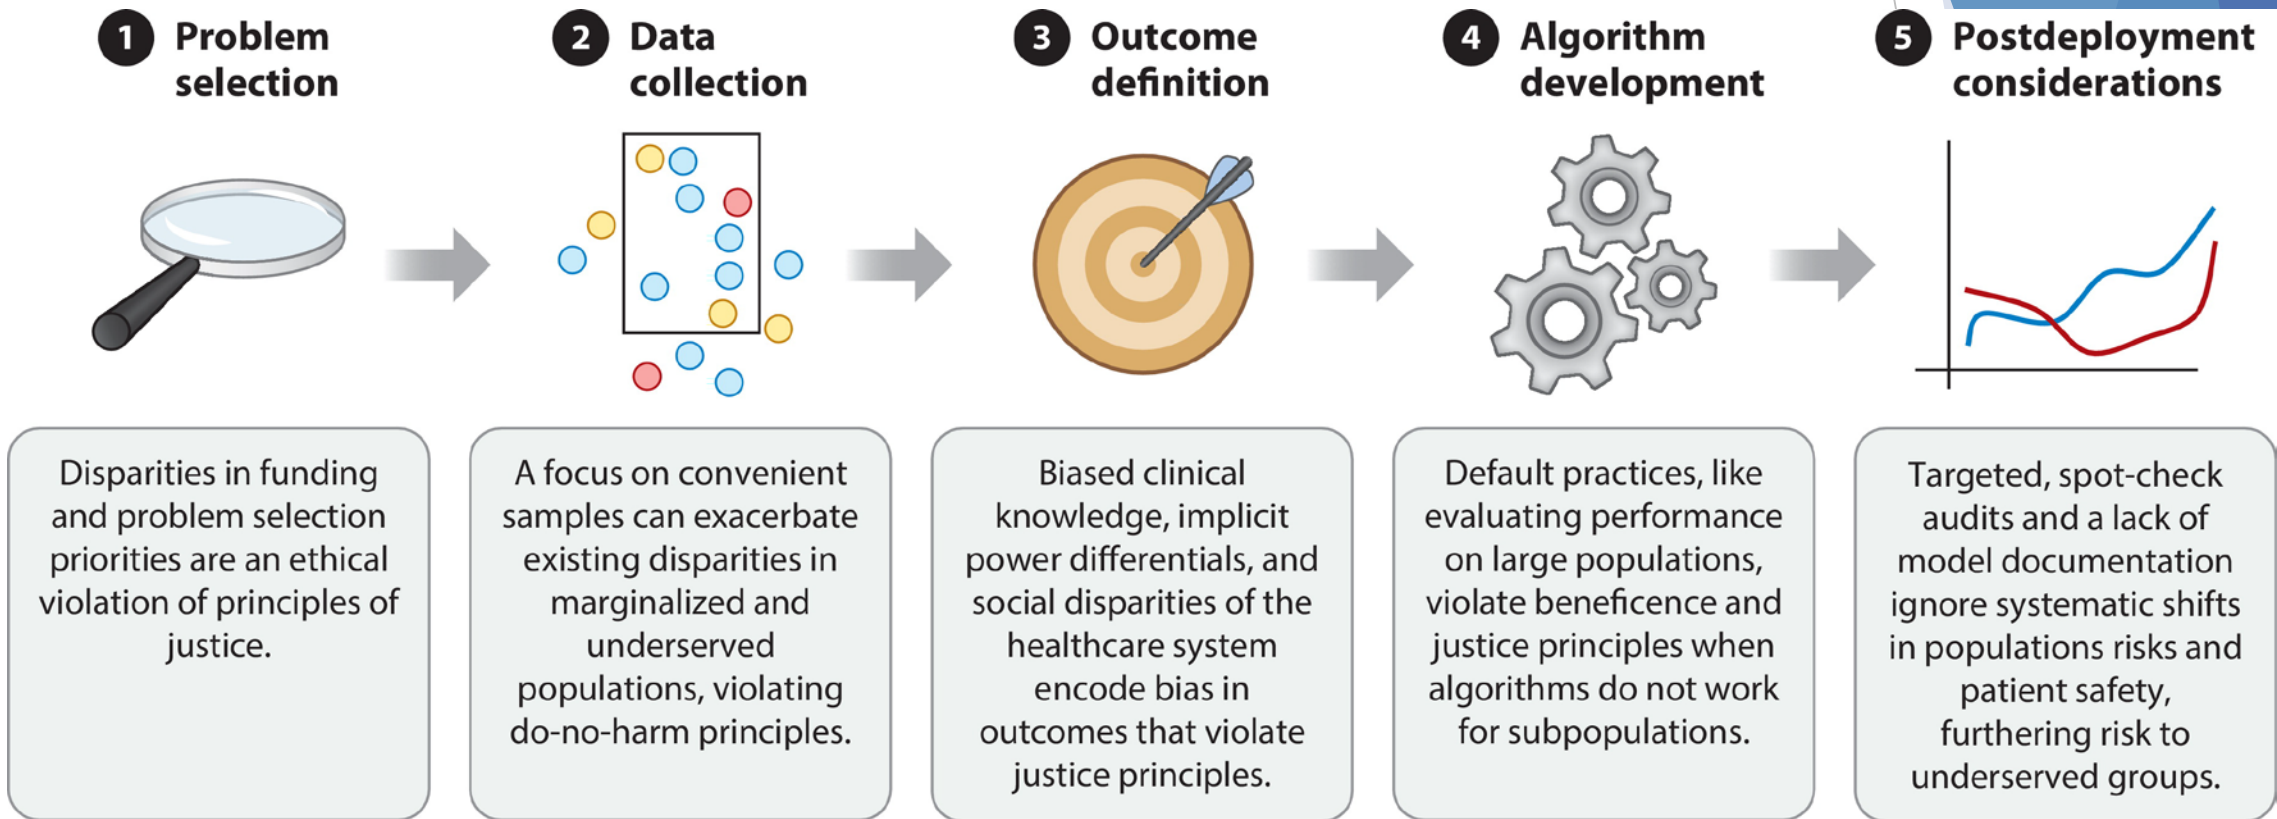 1 Problem
selection
2 Data
collection
3 Outcome
definition
4 Algorithm
development
5 Postdeployment
considerations
Disparities in funding
and problem selection
priorities are an ethical
violation of principles of
justice.
A focus on convenient
samples can exacerbate
existing disparities in
marginalized and
underserved
populations, violating
do-no-harm principles.
Biased clinical
knowledge, implicit
power differentials, and
social disparities of the
healthcare system
encode bias in
outcomes that violate
justice principles.
Default practices, like
evaluating performance
on large populations,
violate beneficence and
justice principles when
algorithms do not work
for subpopulations.
Targeted, spot-check
audits and a lack of
model documentation
ignore systematic shifts
in populations risks and
patient safety,
furthering risk to
underserved groups.